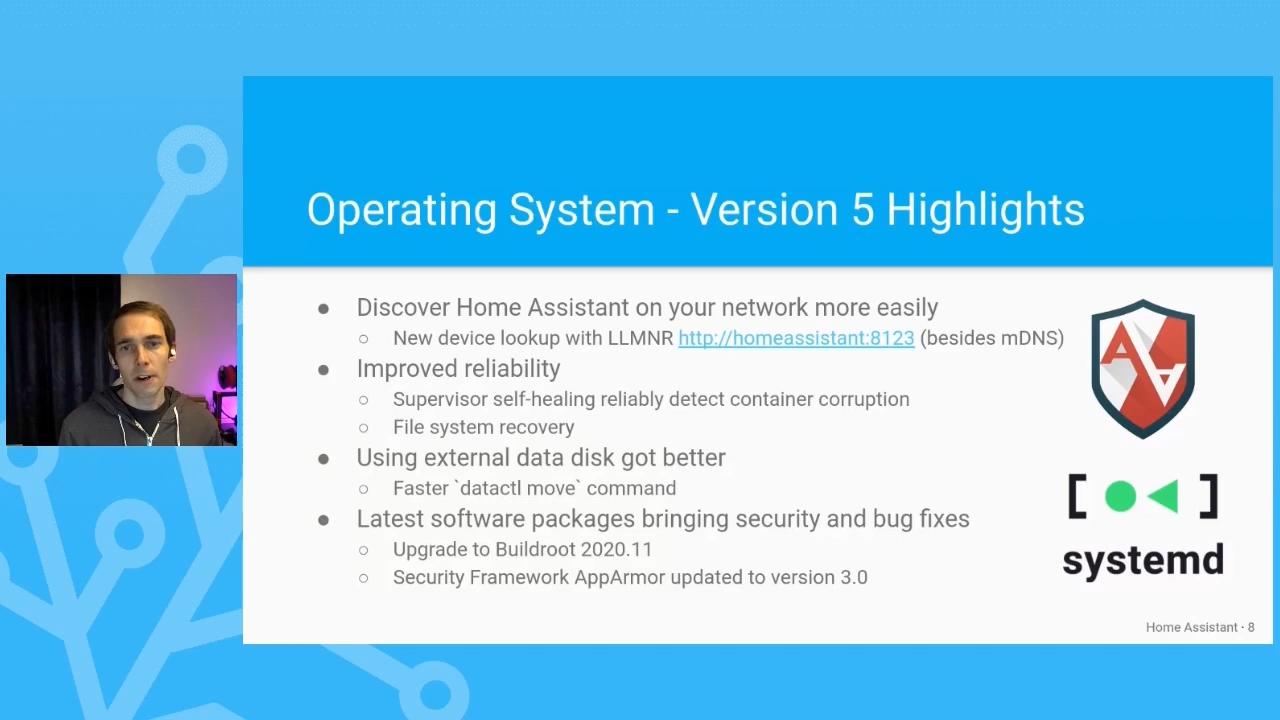 Operating System - Version 5 Highlights
● Discover Home Assistant on your network more easily
○ New device lookup with LLMNR http://homeassistant:8123 (besides mDNS)
● Improved reliability
○ Supervisor self-healing reliably detect container corruption
○ File system recovery
● Using external data disk got better
○ Faster `datactl move` command
● Latest software packages bringing security and bug fixes
○ Upgrade to Buildroot 2020.11
○ Security Framework AppArmor updated to version 3.0
AA
systemd
Home Assistant · 8